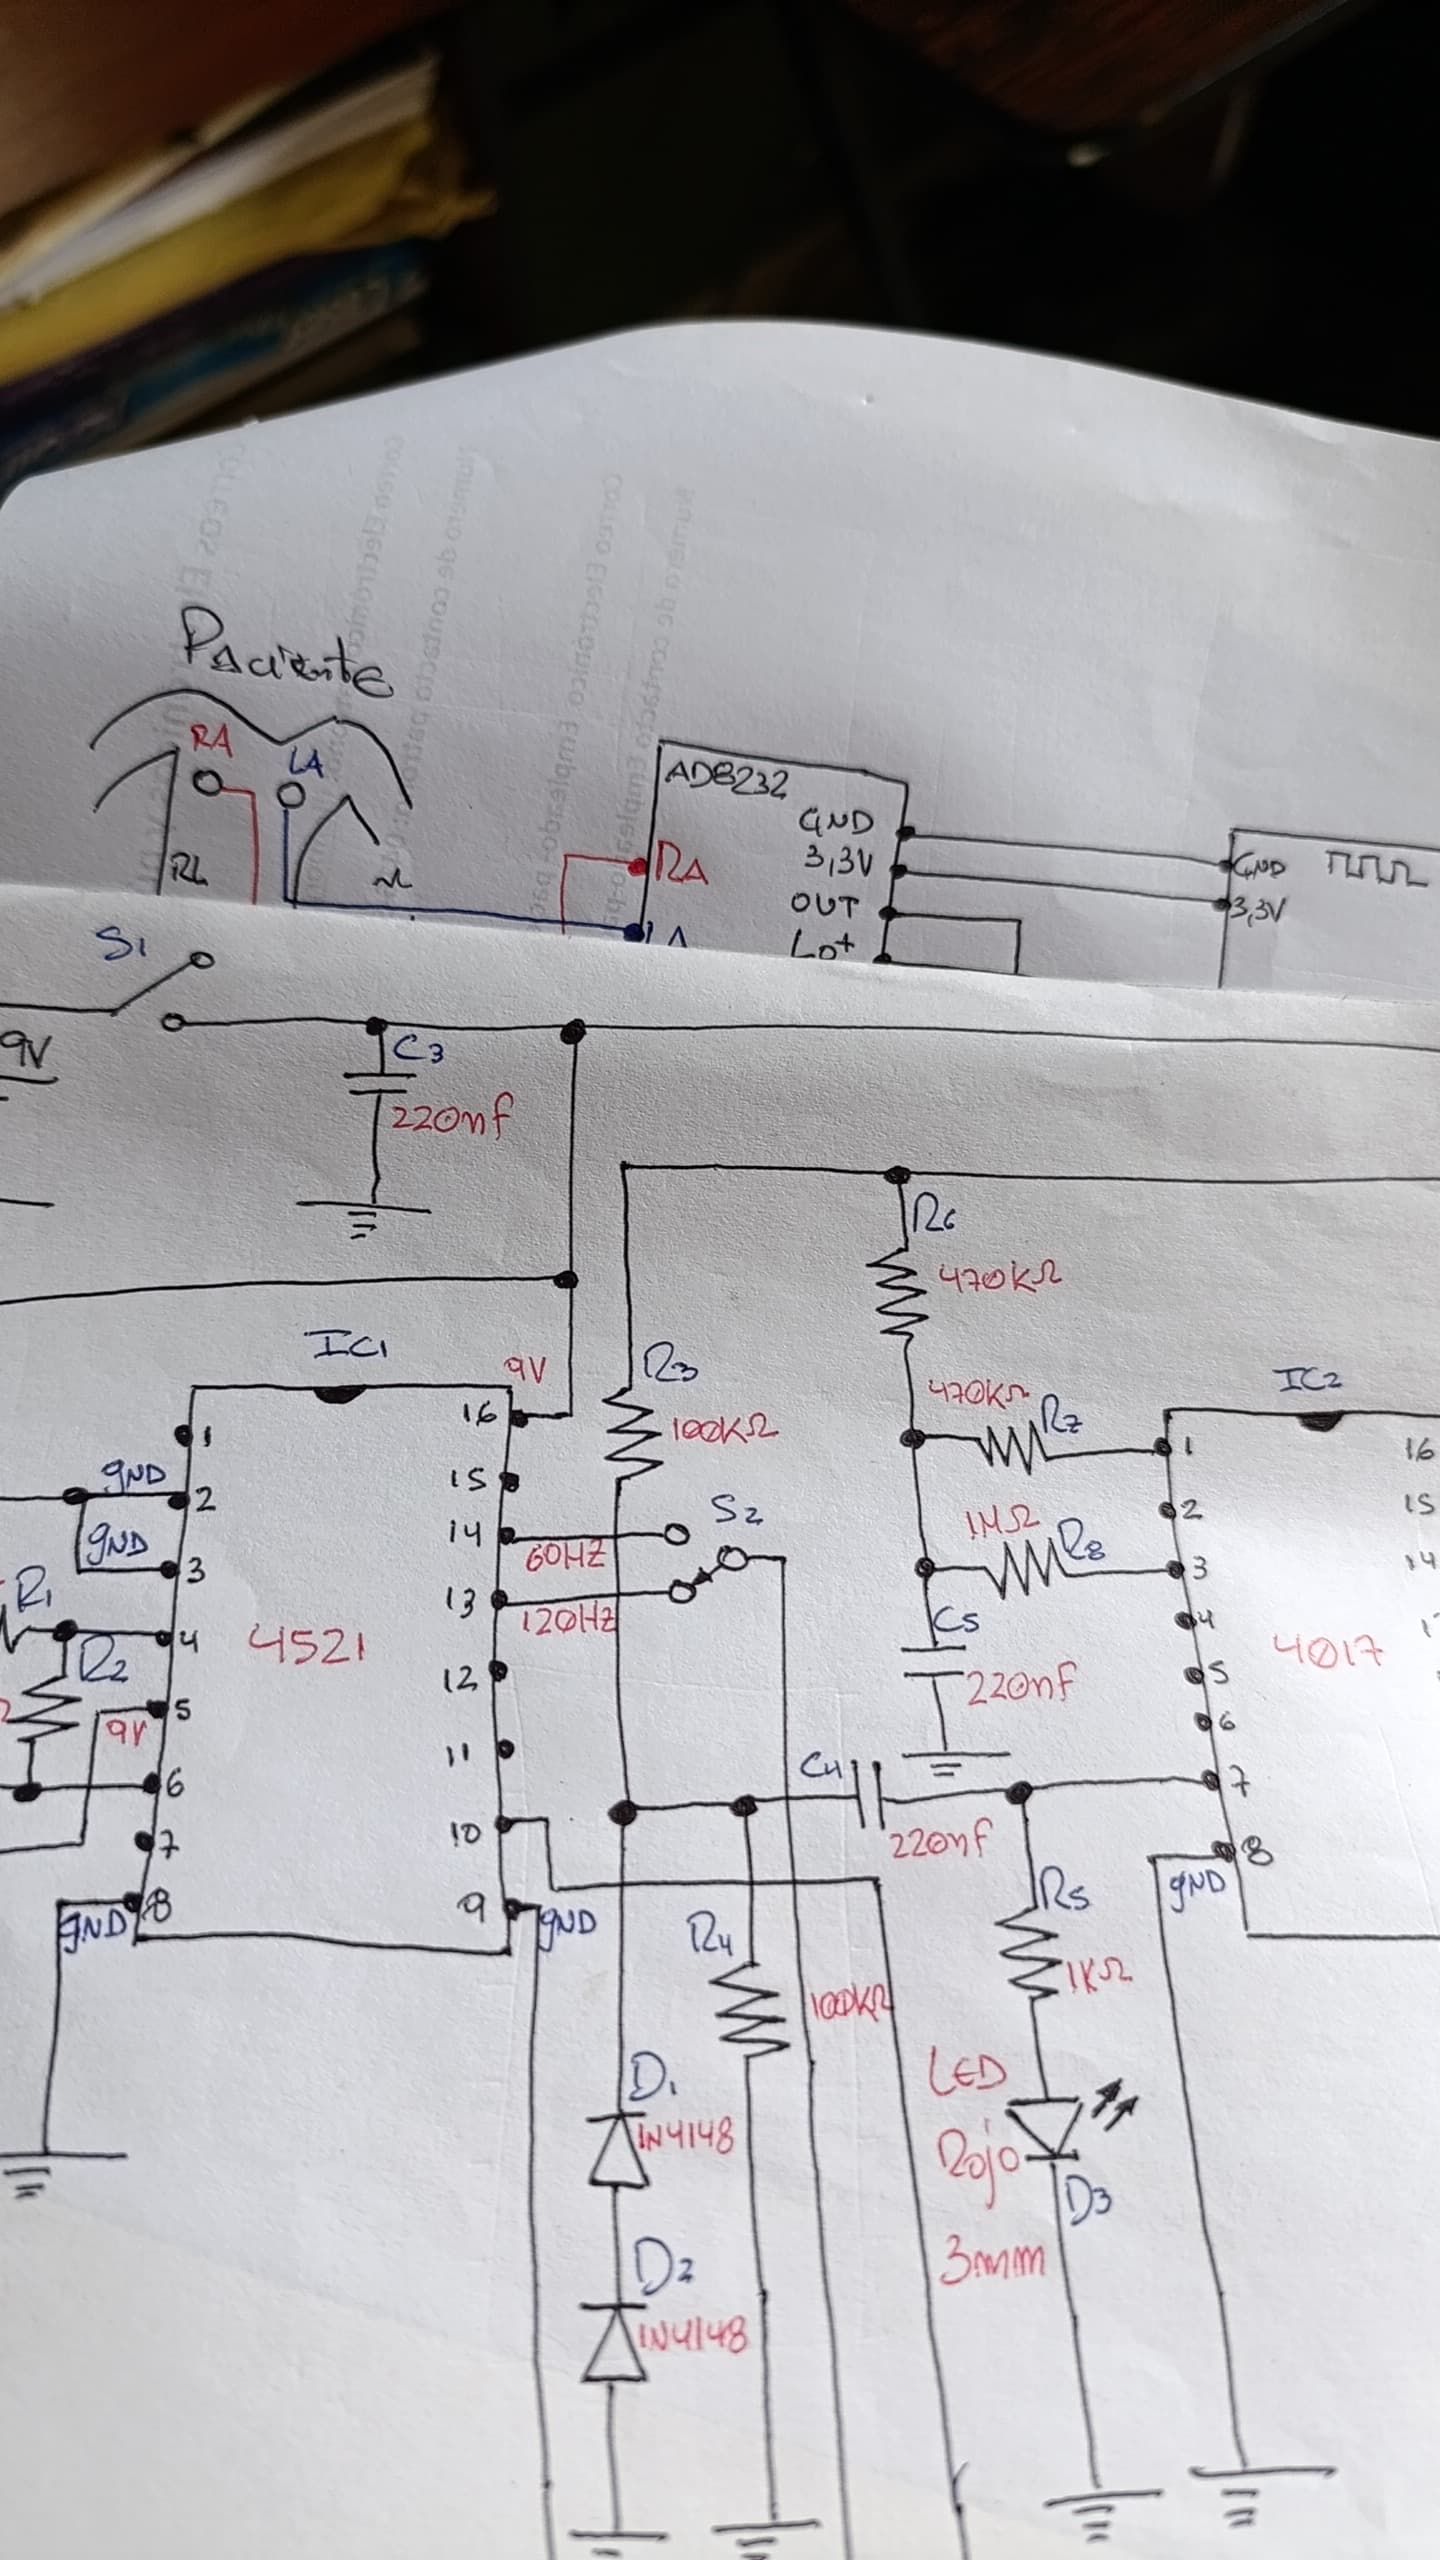 Paciente
RA
LA
RL
AD8232
GND
RA
3,3V
OUT
Lo+
GND
3,3V
S1
9V
C3
220nf
R6
470KΩ
IC1
9V
R3
100KΩ
470KΩ
R7
IC2
1
2
3
4
5
6
7
8
gND
gND
R1
R2
9V
gND
4521
16
15
14
13
12
11
10
9
gND
60HZ
120HZ
S2
1MΩ
R8
C5
220nf
C4
220nf
1
2
3
4
5
6
7
8
gND
16
15
14
4017
R4
100KΩ
R5
1KΩ
LED
Rojo
3mm
D3
D1
1N4148
D2
1N4148